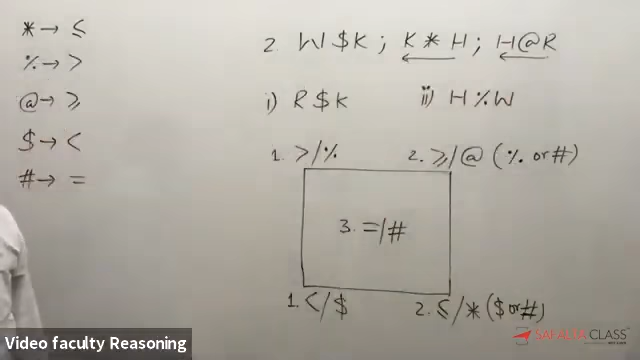 * → ≤
% → >
@ → ≥
$ → <
# → =
2. W $ K ; K * H ; H @ R
i) R $ K ii) H % W
1. > / % 2. ≥ / @ ( % or # )
3. = / #
1. < / $ 2. ≤ / * ( $ or # )
SAFALTA CLASS
Video faculty Reasoning